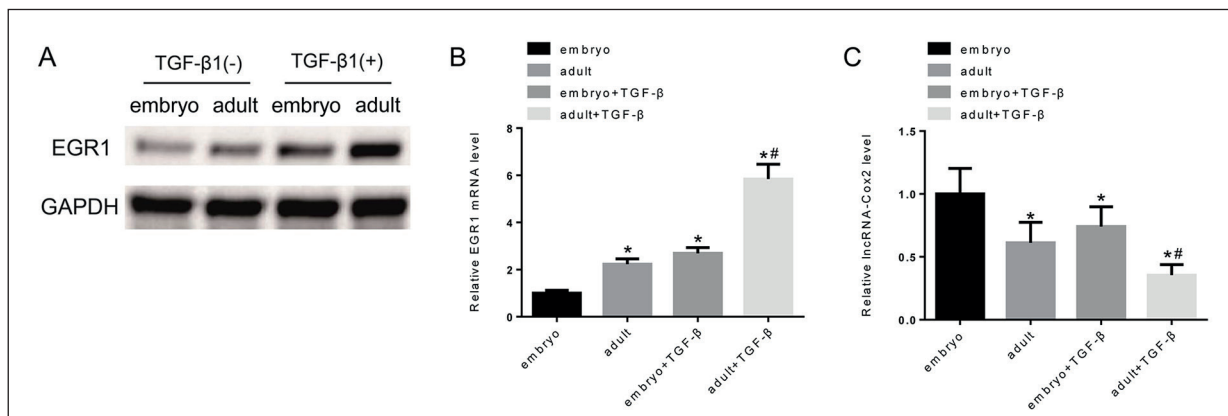 A
TGF-β1(-) TGF-β1(+)
embryo adult embryo adult
EGR1
GAPDH
B
embryo
adult
embryo+TGF-β
adult+TGF-β
Relative EGR1 mRNA level
8
6
4
2
0
*
*
*#
embryo
adult
embryo+TGF-β
adult+TGF-β
C
embryo
adult
embryo+TGF-β
adult+TGF-β
Relative lncRNA-Cox2 level
1.5
1.0
0.5
0.0
*
*
*#
embryo
adult
embryo+TGF-β
adult+TGF-β